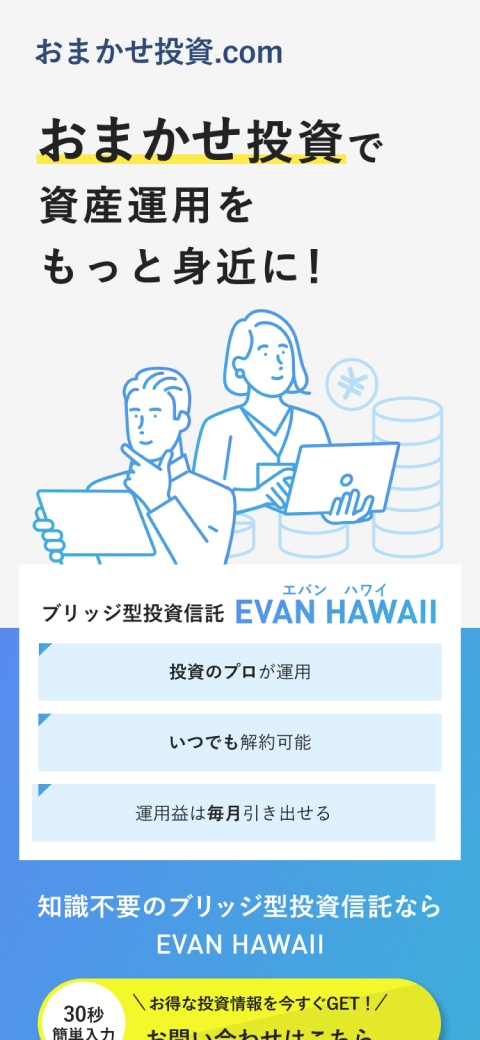 おまかせ投資.com
おまかせ投資で
資産運用を
もっと身近に！
エバン ハワイ
ブリッジ型投資信託 EVAN HAWAII
投資のプロが運用
いつでも解約可能
運用益は毎月引き出せる
知識不要のブリッジ型投資信託なら
EVAN HAWAII
＼お得な投資情報を今すぐGET！／
30秒
簡単入力
お問い合わせはこちら